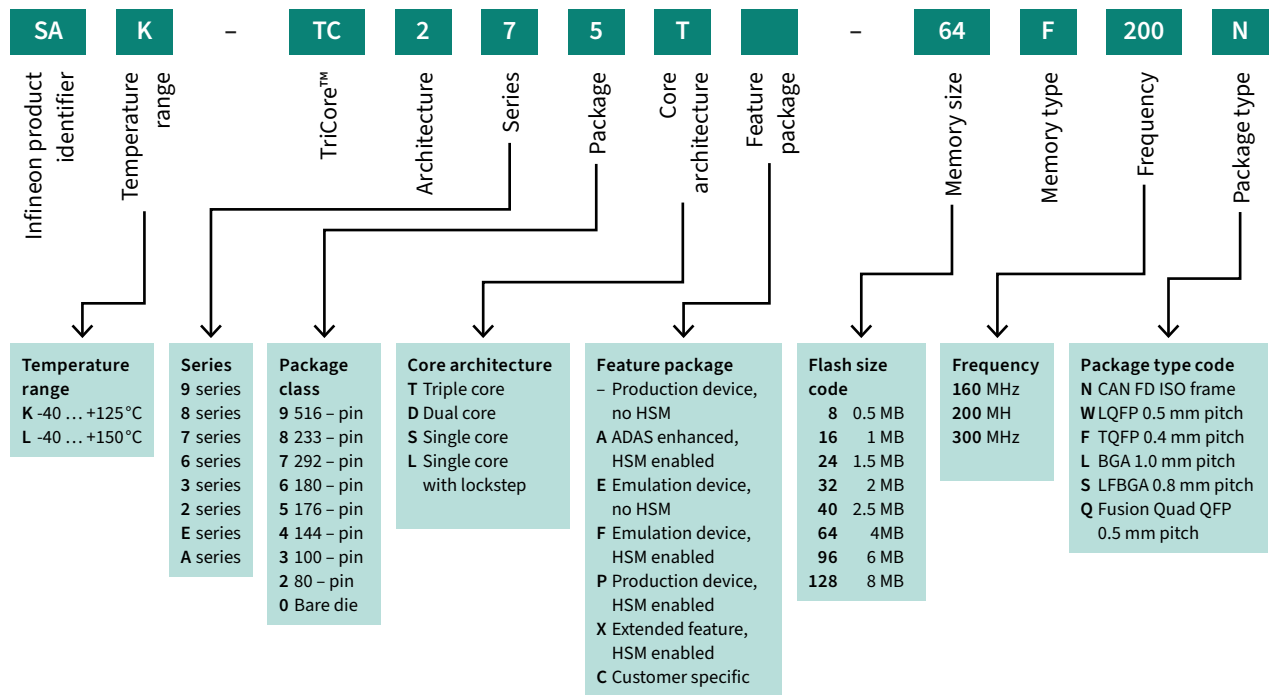 SA K – TC 2 7 5 T – 64 F 200 N
Infineon product
identifier
Temperature
range
TriCore™
Architecture
Series
Package
Core
architecture
Feature
package
Memory size
Memory type
Frequency
Package type
Temperature
range
K -40 … +125 °C
L -40 … +150 °C
Series
9 series
8 series
7 series
6 series
3 series
2 series
E series
A series
Package
class
9 516 – pin
8 233 – pin
7 292 – pin
6 180 – pin
5 176 – pin
4 144 – pin
3 100 – pin
2 80 – pin
0 Bare die
Core architecture
T Triple core
D Dual core
S Single core
L Single core
with lockstep
Feature package
– Production device,
no HSM
A ADAS enhanced,
HSM enabled
E Emulation device,
no HSM
F Emulation device,
HSM enabled
P Production device,
HSM enabled
X Extended feature,
HSM enabled
C Customer specific
Flash size
code
8 0.5 MB
16 1 MB
24 1.5 MB
32 2 MB
40 2.5 MB
64 4MB
96 6 MB
128 8 MB
Frequency
160 MHz
200 MH
300 MHz
Package type code
N CAN FD ISO frame
W LQFP 0.5 mm pitch
F TQFP 0.4 mm pitch
L BGA 1.0 mm pitch
S LFBGA 0.8 mm pitch
Q Fusion Quad QFP
0.5 mm pitch